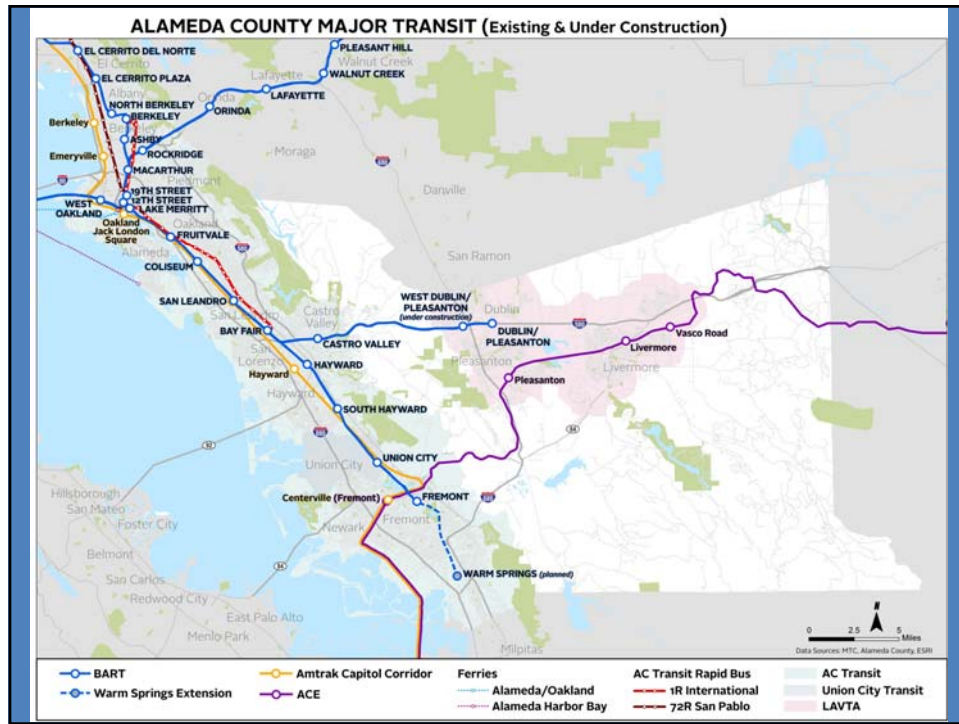 ALAMEDA COUNTY MAJOR TRANSIT (Existing & Under Construction)
EL CERRITO DEL NORTE
El Cerrito
EL CERRITO PLAZA
Albany
NORTH BERKELEY
BERKELEY
Berkeley
Berkeley
ASHBY
Emeryville
ROCKRIDGE
MACARTHUR
Piedmont
19TH STREET
12TH STREET
WEST
OAKLAND
LAKE MERRITT
Oakland
Jack London
Square
Oakland
Alameda
FRUITVALE
COLISEUM
SAN LEANDRO
San Leandro
BAY FAIR
PLEASANT HILL
Walnut Creek
WALNUT CREEK
Lafayette
LAFAYETTE
Orinda
ORINDA
Moraga
Danville
San Ramon
Castro
Valley
CASTRO VALLEY
WEST DUBLIN/
PLEASANTON
(under construction)
Dublin
DUBLIN/
PLEASANTON
580
Pleasanton
Pleasanton
Livermore
Livermore
Vasco Road
San
Lorenzo
HAYWARD
Hayward
Hayward
SOUTH HAYWARD
92
84
Union City
UNION CITY
Centerville (Fremont)
FREMONT
Fremont
Newark
WARM SPRINGS (planned)
Hillsborough
San Mateo
Foster City
Belmont
San Carlos
Redwood City
84
East Palo Alto
Menlo Park
Milpitas
N
0 2.5 5
Miles
Data Sources: MTC, Alameda County, ESRI
BART
Warm Springs Extension
Amtrak Capitol Corridor
ACE
Ferries
Alameda/Oakland
Alameda Harbor Bay
AC Transit Rapid Bus
1R International
72R San Pablo
AC Transit
Union City Transit
LAVTA